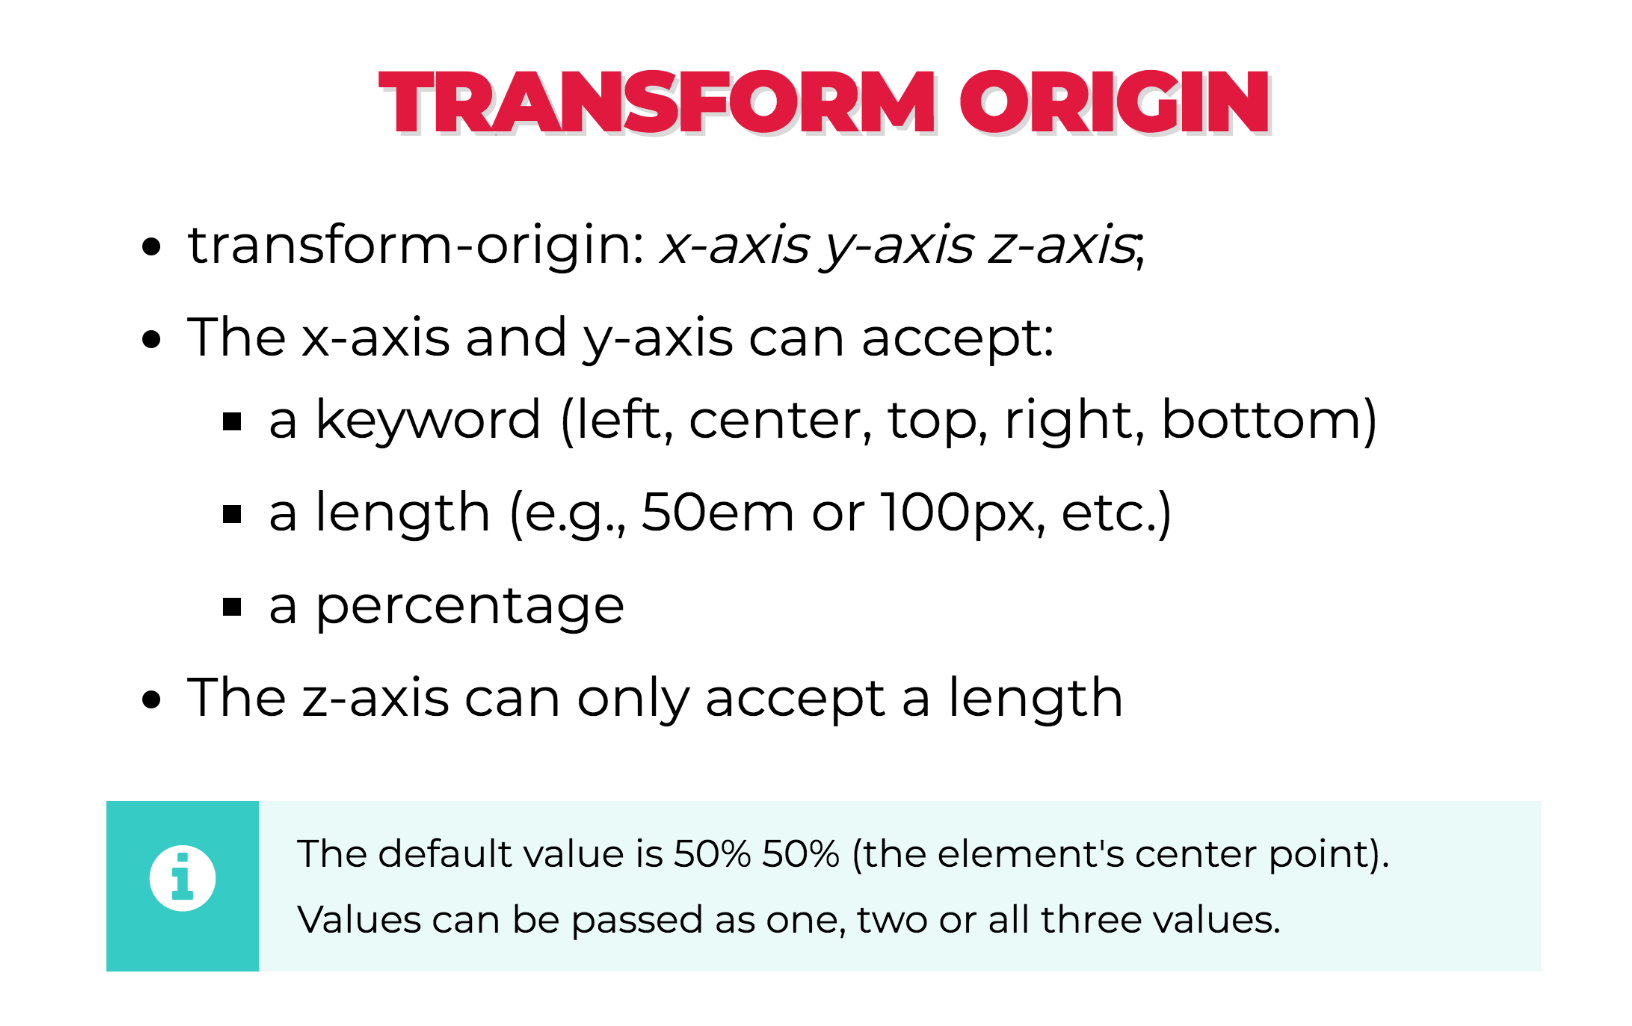 TRANSFORM ORIGIN
transform-origin: x-axis y-axis z-axis;
The x-axis and y-axis can accept:
a keyword (left, center, top, right, bottom)
a length (e.g., 50em or 100px, etc.)
a percentage
The z-axis can only accept a length
The default value is 50% 50% (the element's center point).
Values can be passed as one, two or all three values.